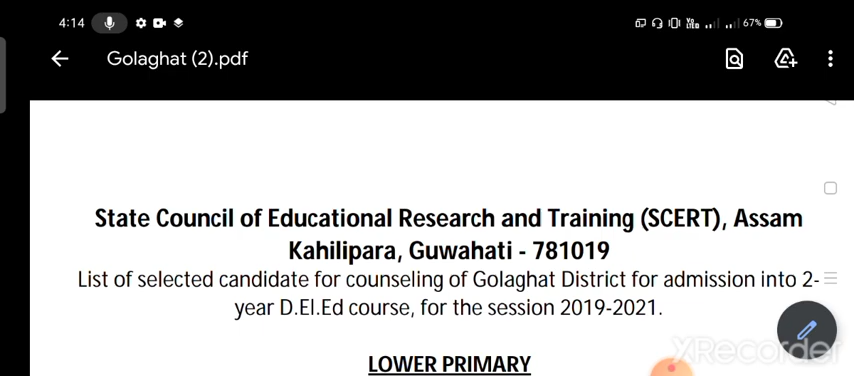 4:14
Vo LTE 67%
Golaghat (2).pdf
State Council of Educational Research and Training (SCERT), Assam
Kahilipara, Guwahati - 781019
List of selected candidate for counseling of Golaghat District for admission into 2-
year D.El.Ed course, for the session 2019-2021.
LOWER PRIMARY
XRecorder